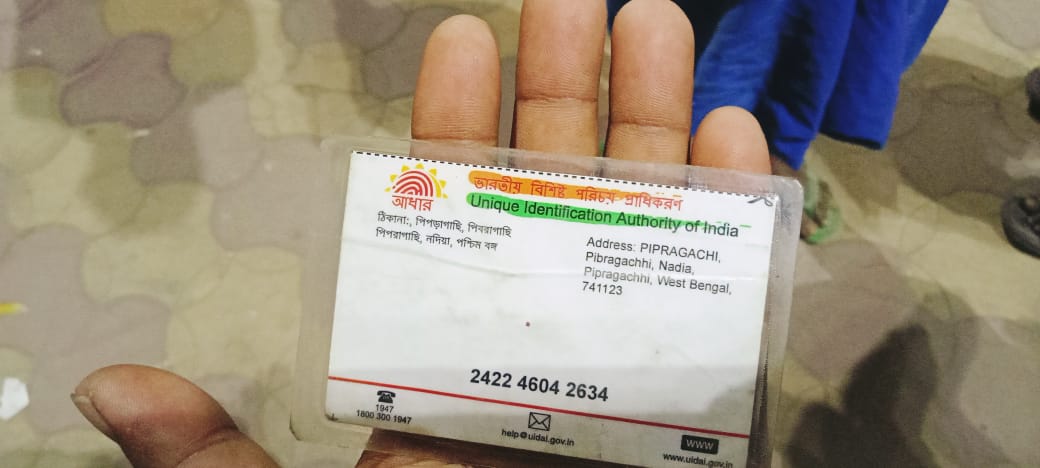 ভারতীয় বিশিষ্ট পরিচয় প্রাধিকরণ
Unique Identification Authority of India
আধার
ঠিকানা:, পিপড়াগাছি, পিবরাগাছি
পিপরাগাছি, নদিয়া, পশ্চিম বঙ্গ
Address: PIPRAGACHI,
Pibragachhi, Nadia,
Pipragachhi, West Bengal,
741123
2422 4604 2634
1947
1800 300 1947
help@uidai.gov.in
www
www.uidai.gov.in